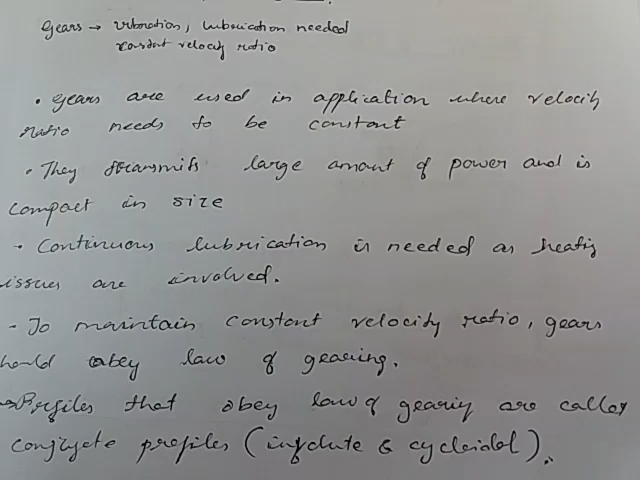 Gears → vibration, lubrication needed
constant velocity ratio
• gears are used in application where velocity
ratio needs to be constant
• They transmits large amount of power and is
compact in size
- Continuous lubrication is needed as heating
issues are involved.
- To maintain constant velocity ratio, gears
hould obey law of gearing.
→ Profiles that obey law of gearing are called
conjugate profiles (involute & cycloidal).